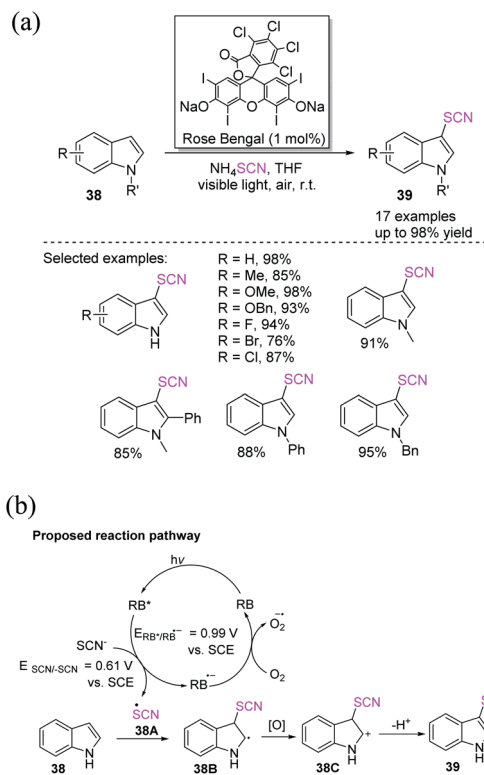 (a)
Cl
Cl
Cl
Cl
O
O
I
I
NaO
O
ONa
I
I
Rose Bengal (1 mol%)
R
N
R'
38
NH4SCN, THF
visible light, air, r.t.
SCN
R
N
R'
39
17 examples
up to 98% yield
Selected examples:
SCN
R
N
H
R = H, 98%
R = Me, 85%
R = OMe, 98%
R = OBn, 93%
R = F, 94%
R = Br, 76%
R = Cl, 87%
SCN
N
91%
SCN
Ph
N
85%
SCN
N
Ph
88%
SCN
N
Bn
95%
(b)
Proposed reaction pathway
hν
RB*
RB
SCN-
E RB*/RB•− = 0.99 V
vs. SCE
O2•−
E SCN/-SCN = 0.61 V
vs. SCE
RB•−
O2
•SCN
38A
N
H
38
SCN
N
H
38B
[O]
SCN
+
N
H
38C
-H+
N
H
39